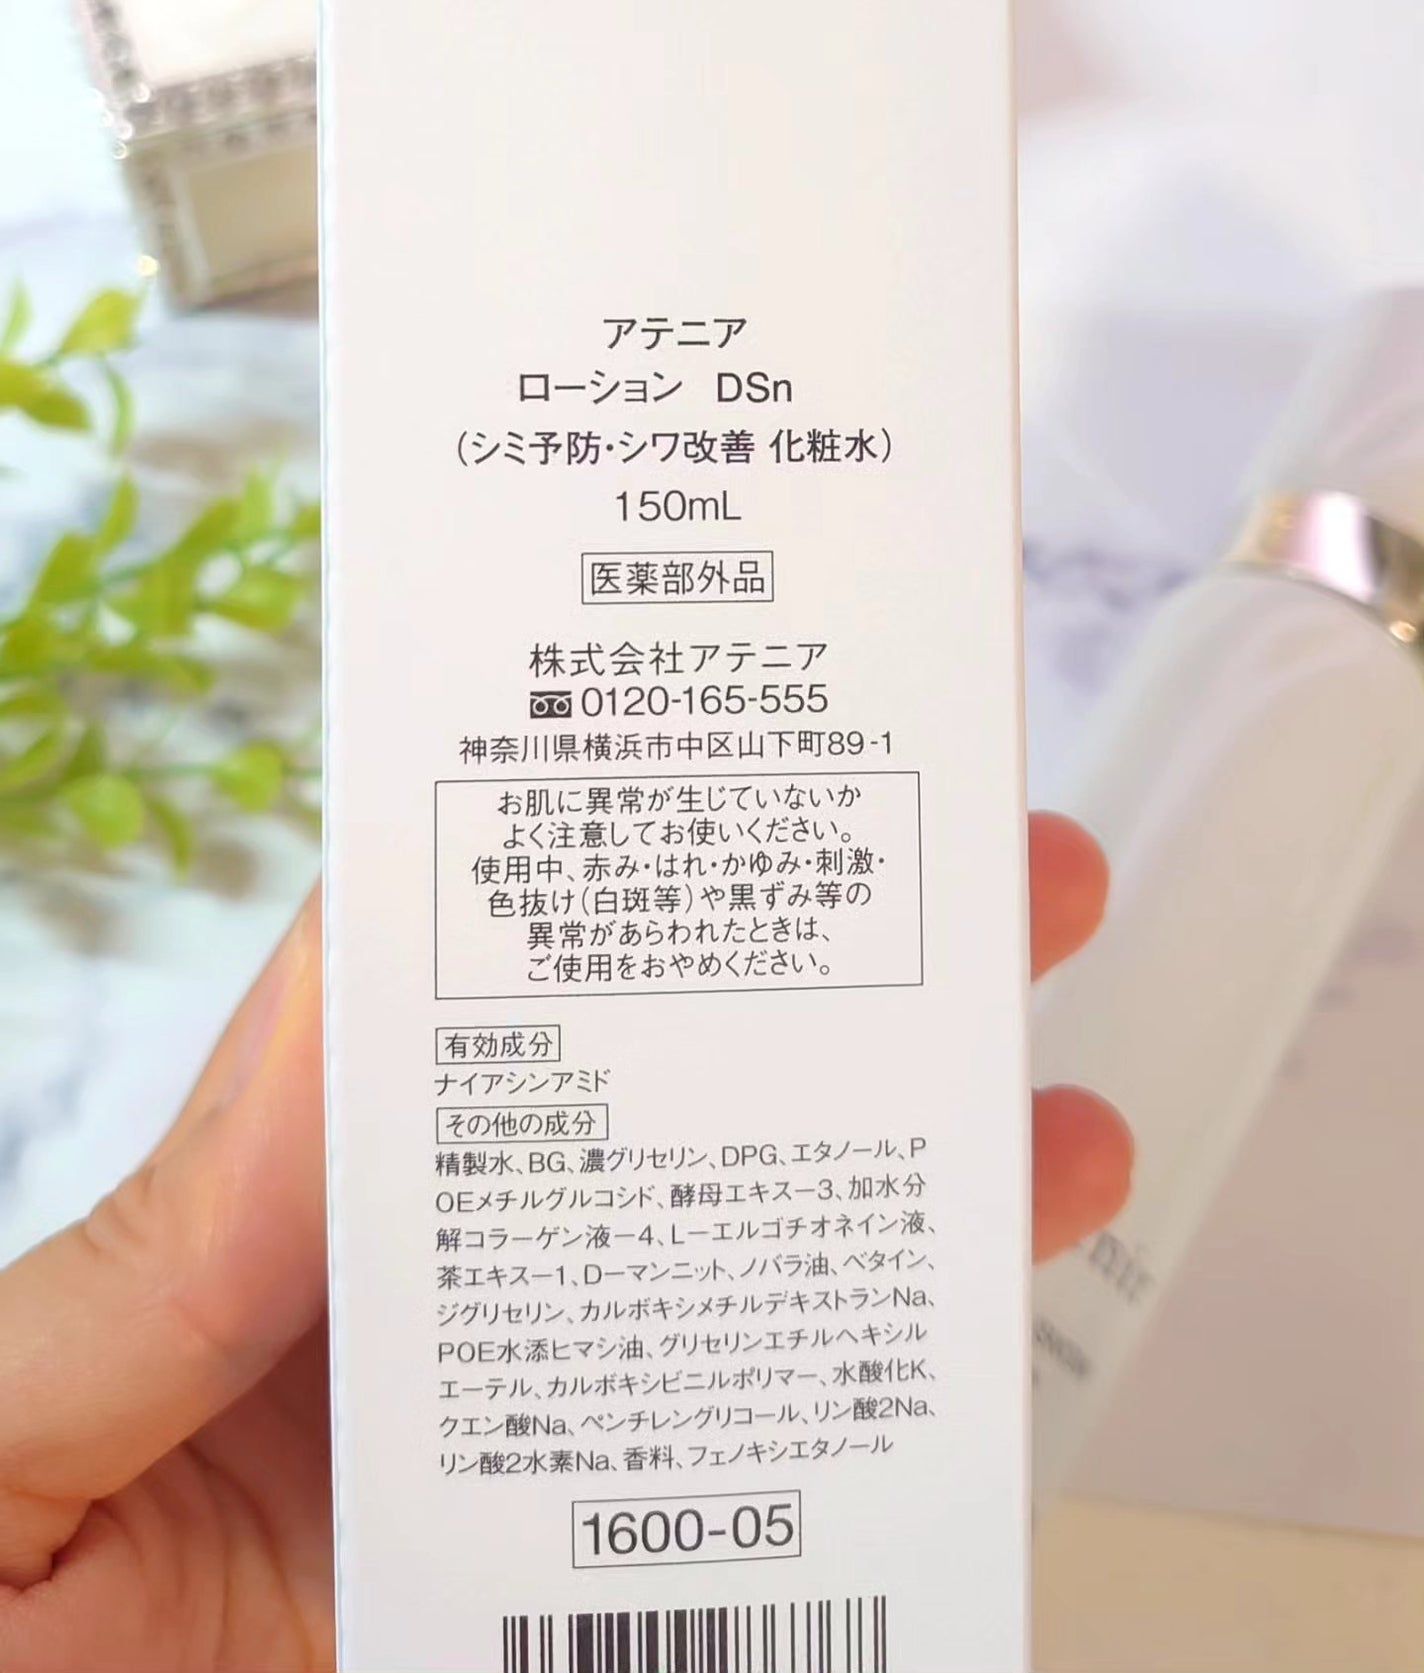 アテニア
ローション DSn
(シミ予防・シワ改善 化粧水)
150mL
医薬部外品
株式会社アテニア
0120-165-555
神奈川県横浜市中区山下町89-1
お肌に異常が生じていないか
よく注意してお使いください。
使用中、赤み・はれ・かゆみ・刺激・
色抜け(白斑等)や黒ずみ等の
異常があらわれたときは、
ご使用をおやめください。
有効成分
ナイアシンアミド
その他の成分
精製水、BG、濃グリセリン、DPG、エタノール、P
OEメチルグルコシド、酵母エキス-3、加水分
解コラーゲン液-4、L-エルゴチオネイン液、
茶エキス-1、D-マンニット、ノバラ油、ベタイン、
ジグリセリン、カルボキシメチルデキストランNa、
POE水添ヒマシ油、グリセリンエチルヘキシル
エーテル、カルボキシビニルポリマー、水酸化K、
クエン酸Na、ペンチレングリコール、リン酸2Na、
リン酸2水素Na、香料、フェノキシエタノール
1600-05